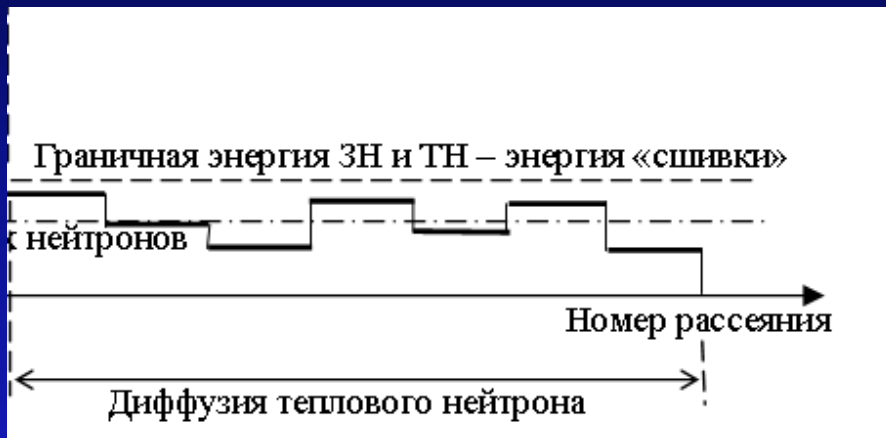 Граничная энергия ЗН и ТН – энергия «сшивки»
х нейтронов
Номер рассеяния
Диффузия теплового нейтрона